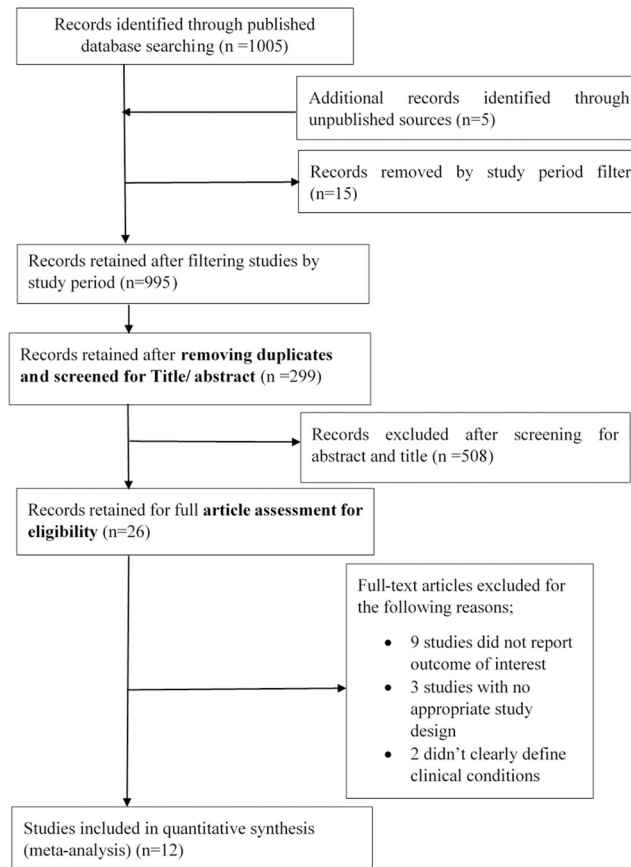 Records identified through published
database searching (n =1005)
Additional records identified through
unpublished sources (n=5)
Records removed by study period filter
(n=15)
Records retained after filtering studies by
study period (n=995)
Records retained after removing duplicates
and screened for Title/ abstract (n =299)
Records excluded after screening for
abstract and title (n =508)
Records retained for full article assessment for
eligibility (n=26)
Full-text articles excluded for
the following reasons;
• 9 studies did not report
outcome of interest
• 3 studies with no
appropriate study
design
• 2 didn't clearly define
clinical conditions
Studies included in quantitative synthesis
(meta-analysis) (n=12)